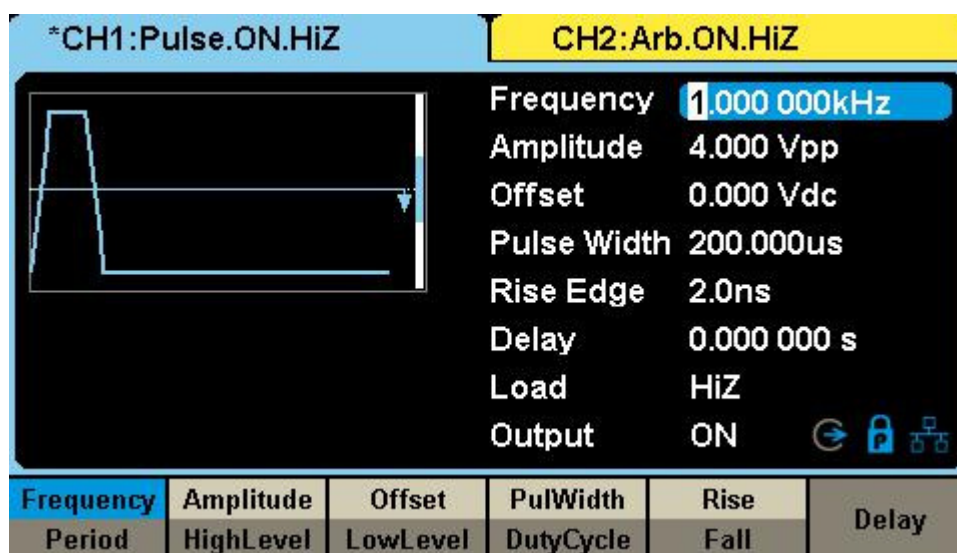 *CH1:Pulse.ON.HiZ CH2:Arb.ON.HiZ
Frequency 1.000 000kHz
Amplitude 4.000 Vpp
Offset 0.000 Vdc
Pulse Width 200.000us
Rise Edge 2.0ns
Delay 0.000 000 s
Load HiZ
Output ON P
Frequency Amplitude Offset PulWidth Rise Delay
Period HighLevel LowLevel DutyCycle Fall